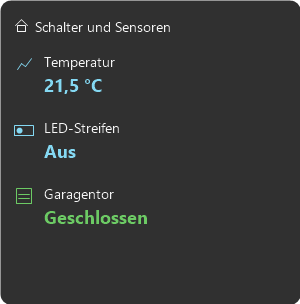 Schalter und Sensoren
Temperatur
21,5 °C
LED-Streifen
Aus
Garagentor
Geschlossen